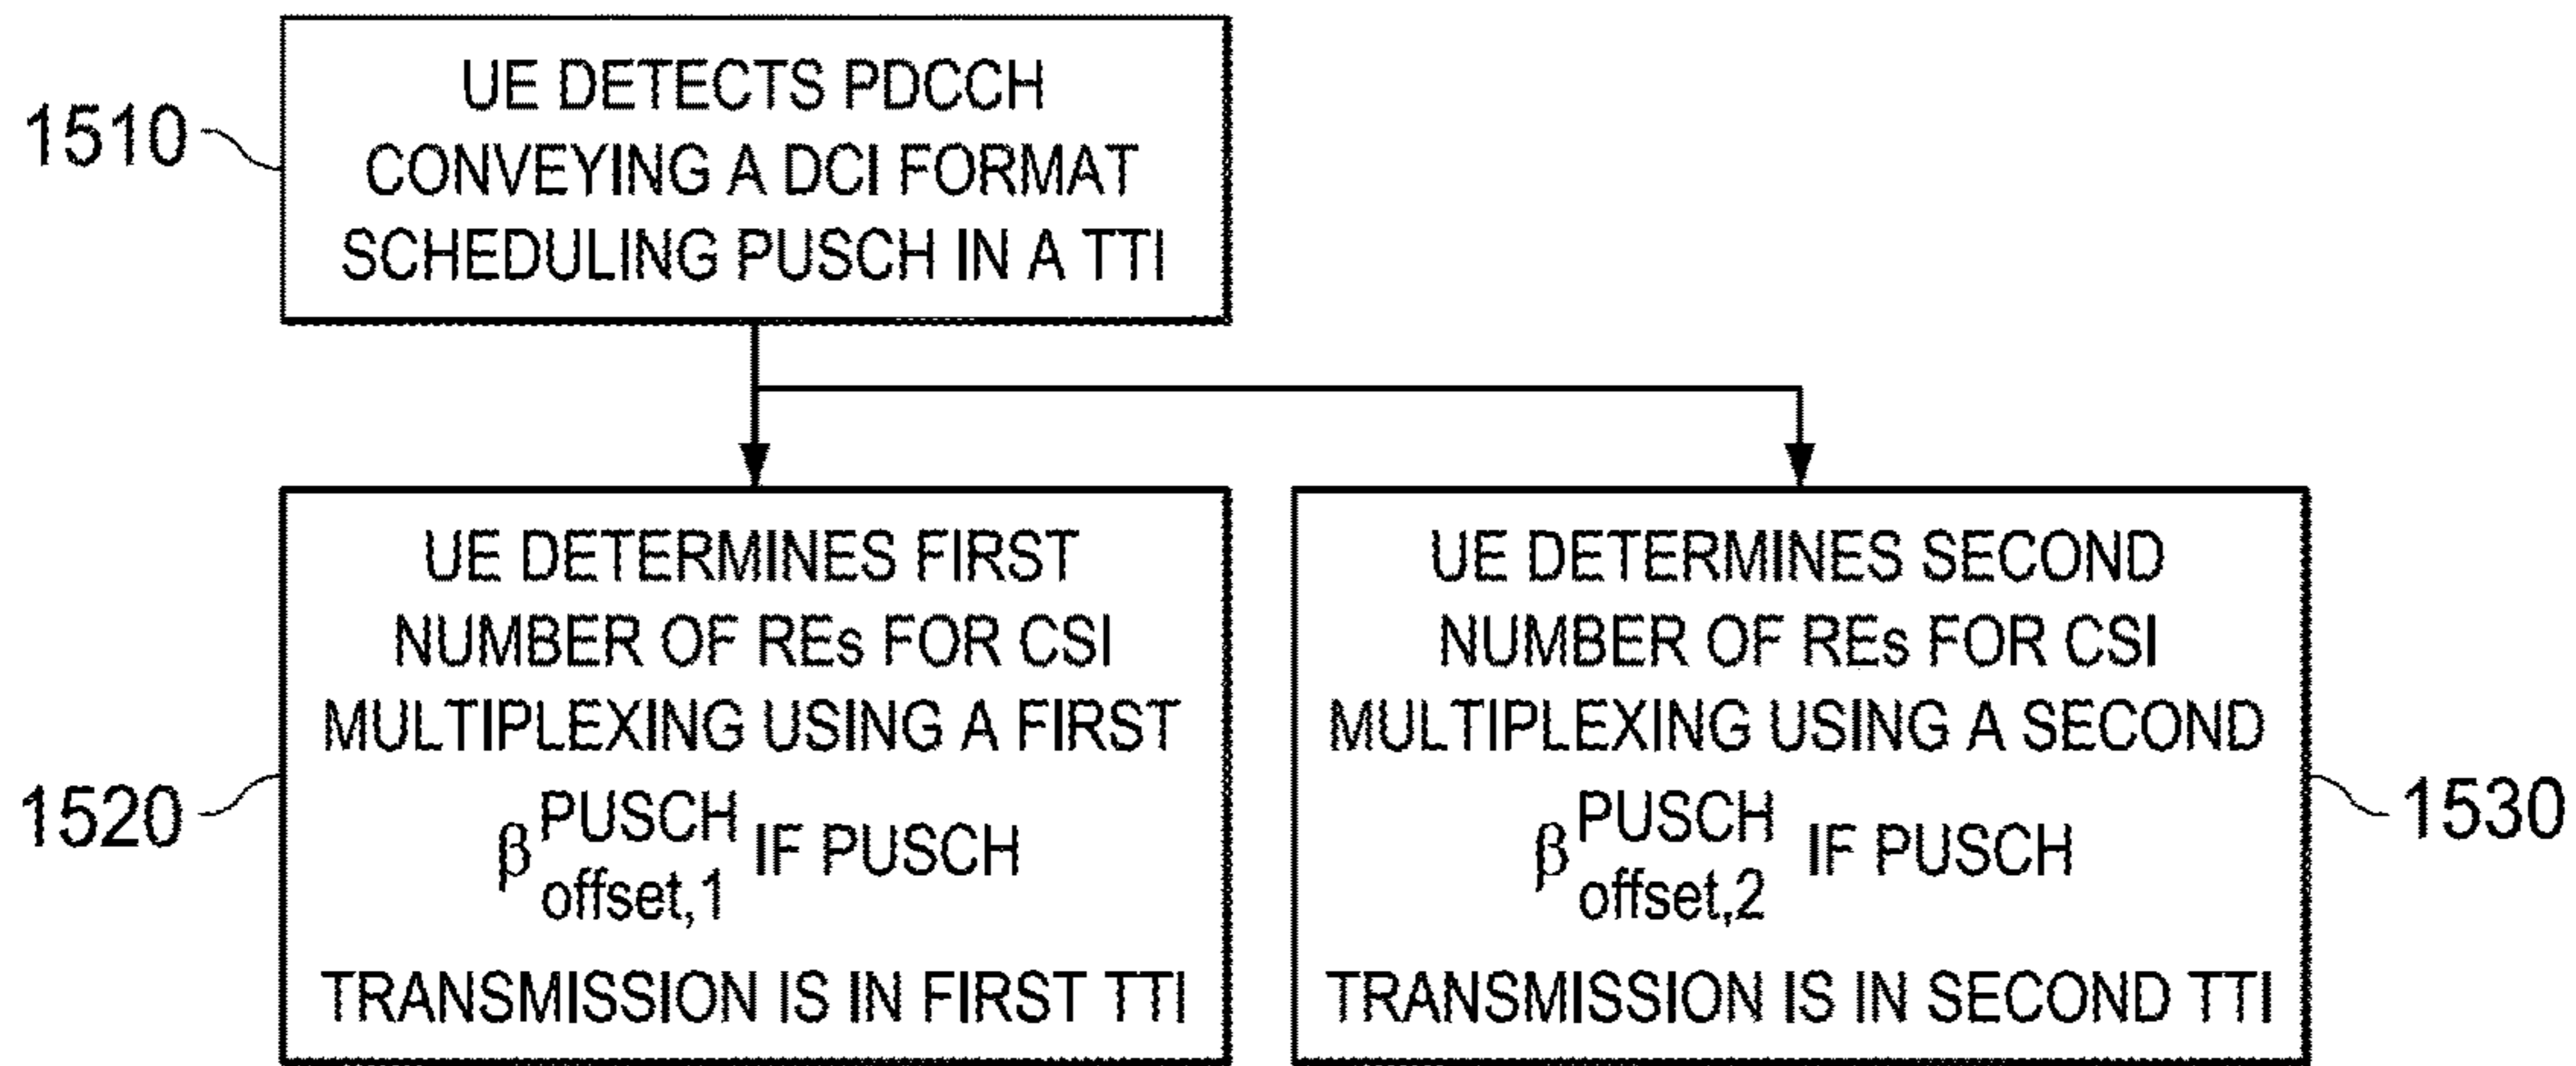 1510
UE DETECTS PDCCH
CONVEYING A DCI FORMAT
SCHEDULING PUSCH IN A TTI
1520
UE DETERMINES FIRST
NUMBER OF REs FOR CSI
MULTIPLEXING USING A FIRST
β PUSCH offset,1 IF PUSCH
TRANSMISSION IS IN FIRST TTI
UE DETERMINES SECOND
NUMBER OF REs FOR CSI
MULTIPLEXING USING A SECOND
β PUSCH offset,2 IF PUSCH
TRANSMISSION IS IN SECOND TTI
1530